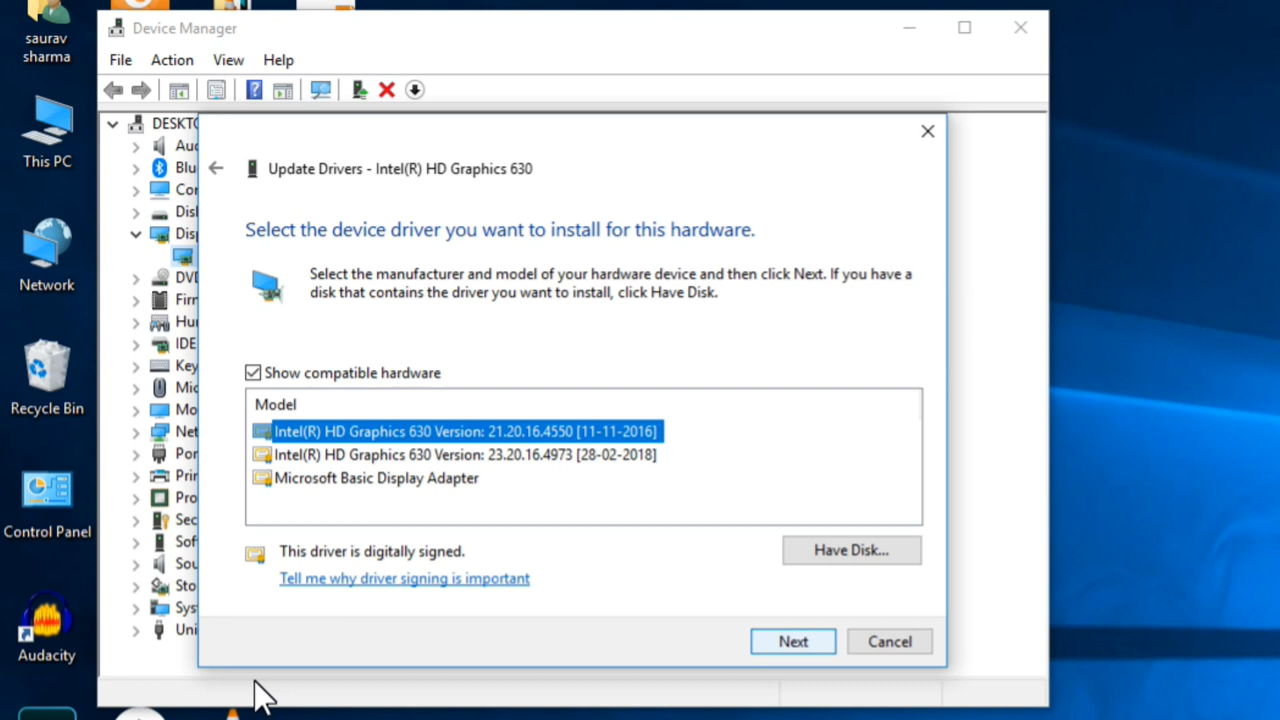 saurav
sharma
This PC
Network
Recycle Bin
Control Panel
Audacity
Device Manager
File Action View Help
DESKTO
Au
Blu
Co
Disk
Disp
DVD
Firr
Hu
IDE
Key
Mic
Mo
Net
Por
Prin
Pro
Sec
Sof
Sou
Sto
Sys
Uni
Update Drivers - Intel(R) HD Graphics 630
Select the device driver you want to install for this hardware.
Select the manufacturer and model of your hardware device and then click Next. If you have a
disk that contains the driver you want to install, click Have Disk.
Show compatible hardware
Model
Intel(R) HD Graphics 630 Version: 21.20.16.4550 [11-11-2016]
Intel(R) HD Graphics 630 Version: 23.20.16.4973 [28-02-2018]
Microsoft Basic Display Adapter
This driver is digitally signed.
Have Disk...
Tell me why driver signing is important
Next
Cancel